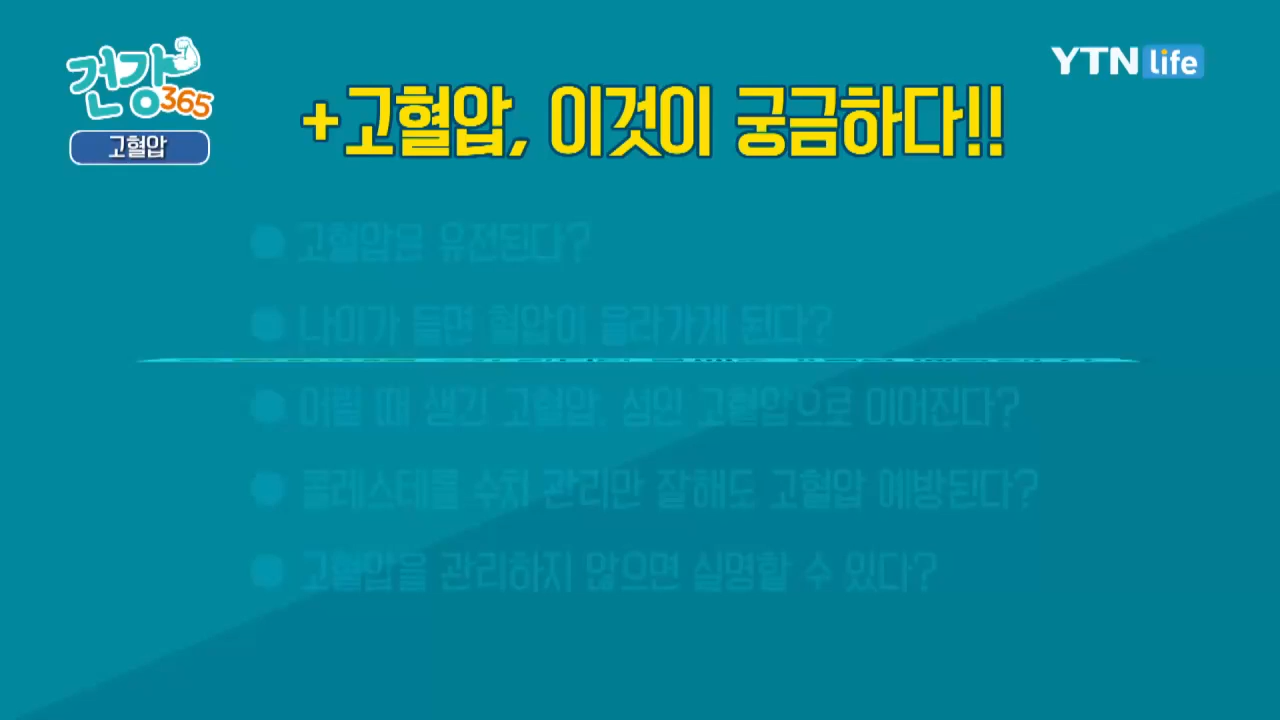 건강 365
YTN life
고혈압
+고혈압, 이것이 궁금하다!!
고혈압은 유전된다?
나이가 들면 혈압이 올라가게 된다?
어릴 때 생긴 고혈압, 성인 고혈압으로 이어진다?
콜레스테롤 수치 관리만 잘해도 고혈압 예방된다?
고혈압을 관리하지 않으면 실명할 수 있다?